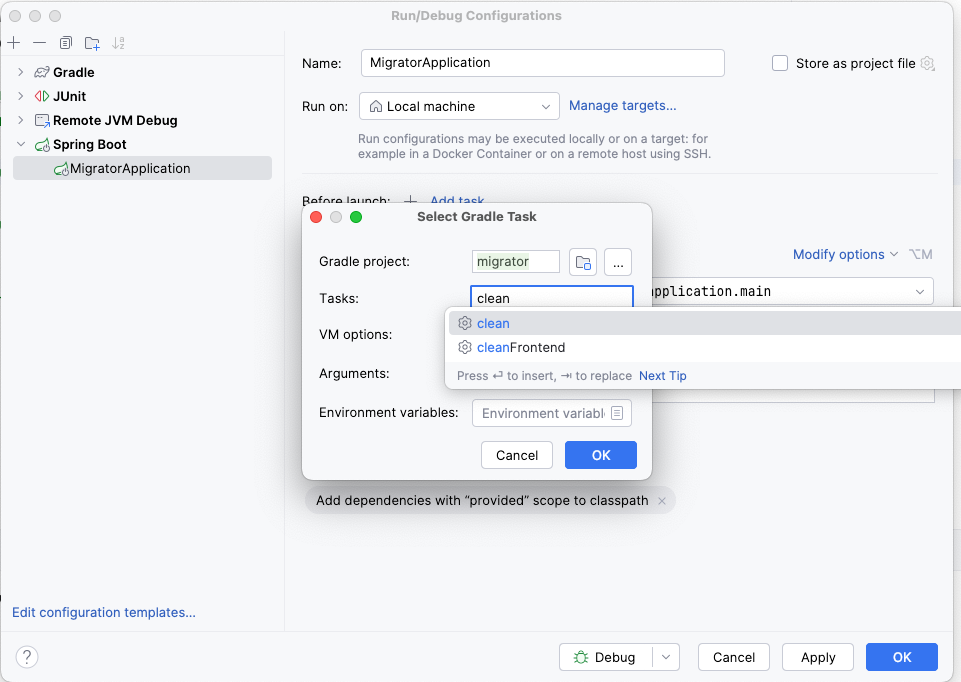 Run/Debug Configurations
Gradle
JUnit
Remote JVM Debug
Spring Boot
MigratorApplication
Edit configuration templates...
?
Name: MigratorApplication Store as project file
Run on: Local machine Manage targets...
Run configurations may be executed locally or on a target: for
example in a Docker Container or on a remote host using SSH.
Before launch: Add task
Modify options ⌥M
application.main
Select Gradle Task
Gradle project: migrator ...
Tasks: clean
clean
cleanFrontend
Press ↩ to insert, ⇥ to replace Next Tip
VM options:
Arguments:
Environment variables: Environment variabl
Cancel OK
Add dependencies with “provided” scope to classpath ×
Debug Cancel Apply OK